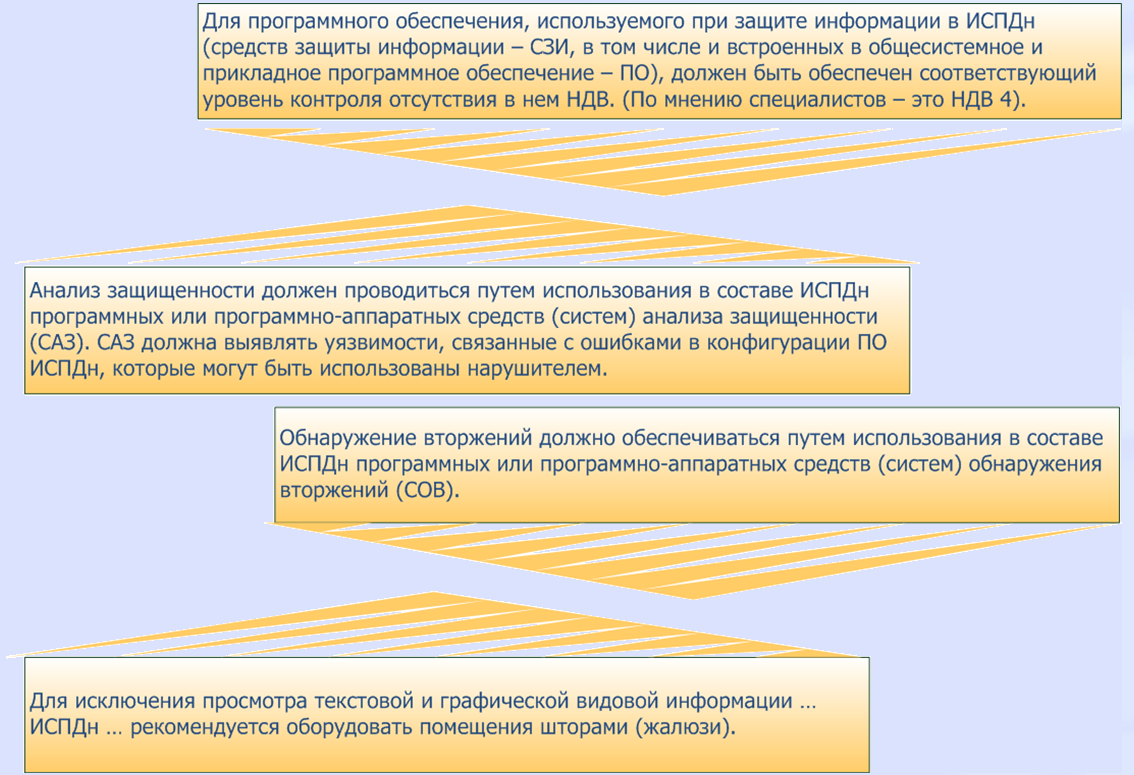 Для программного обеспечения, используемого при защите информации в ИСПДн
(средств защиты информации – СЗИ, в том числе и встроенных в общесистемное и
прикладное программное обеспечение – ПО), должен быть обеспечен соответствующий
уровень контроля отсутствия в нем НДВ. (По мнению специалистов – это НДВ 4).
Анализ защищенности должен проводиться путем использования в составе ИСПДн
программных или программно-аппаратных средств (систем) анализа защищенности
(САЗ). САЗ должна выявлять уязвимости, связанные с ошибками в конфигурации ПО
ИСПДн, которые могут быть использованы нарушителем.
Обнаружение вторжений должно обеспечиваться путем использования в составе
ИСПДн программных или программно-аппаратных средств (систем) обнаружения
вторжений (СОВ).
Для исключения просмотра текстовой и графической видовой информации …
ИСПДн … рекомендуется оборудовать помещения шторами (жалюзи).